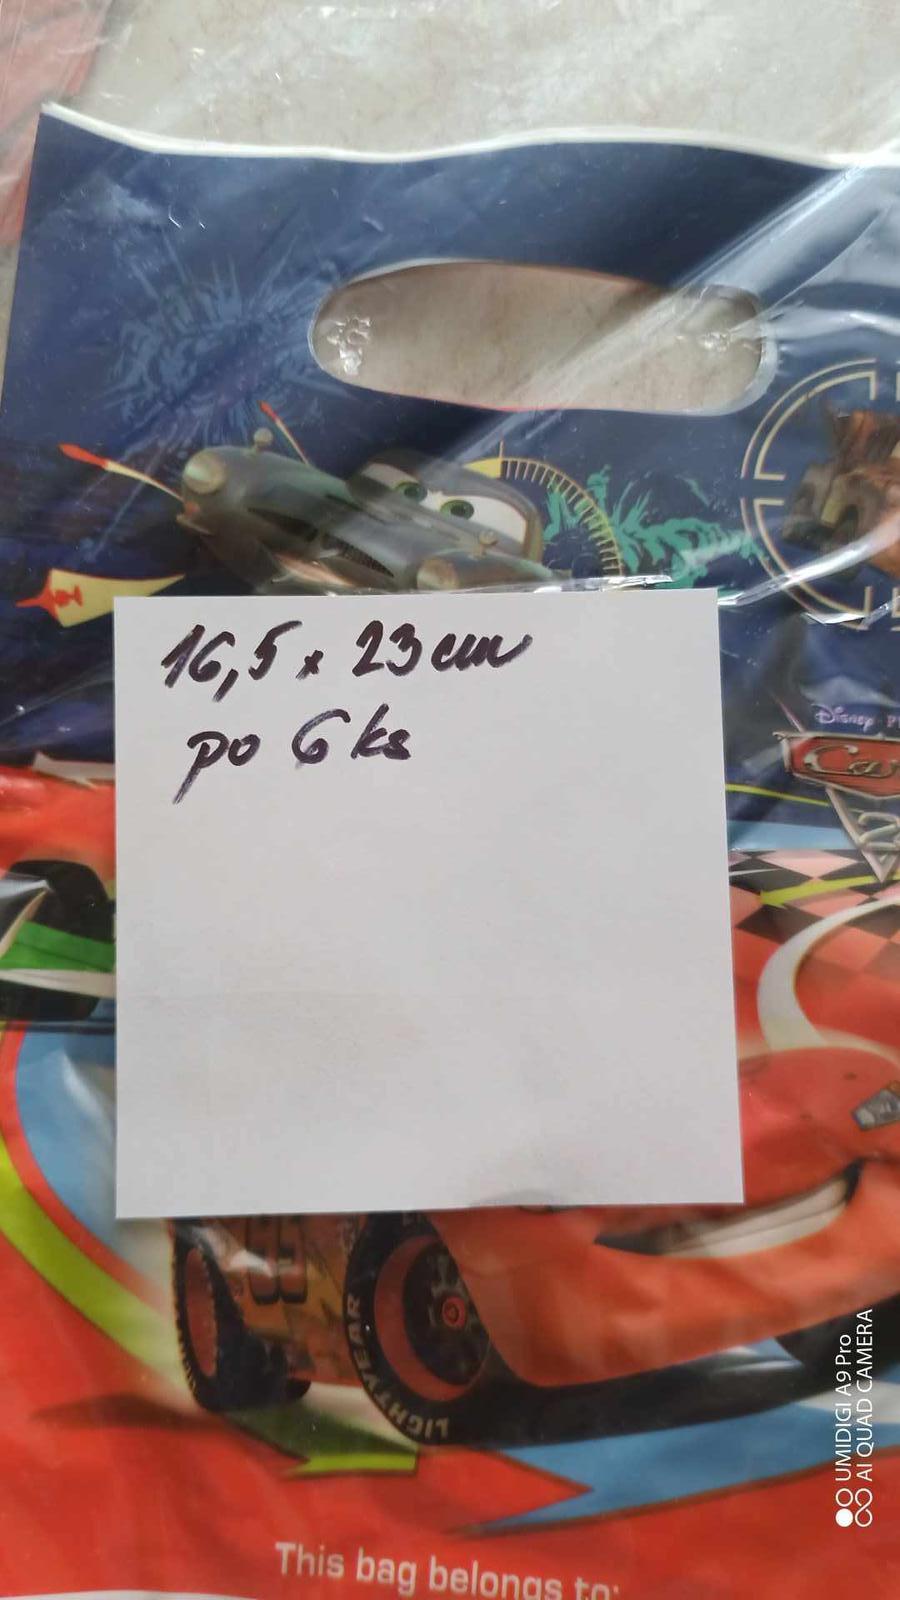 16,5 x 23 cm
po 6 ks
Disney
Cars
2
95
LIGHTYEAR
This bag belongs to:
UMIDIGI A9 Pro
AI QUAD CAMERA